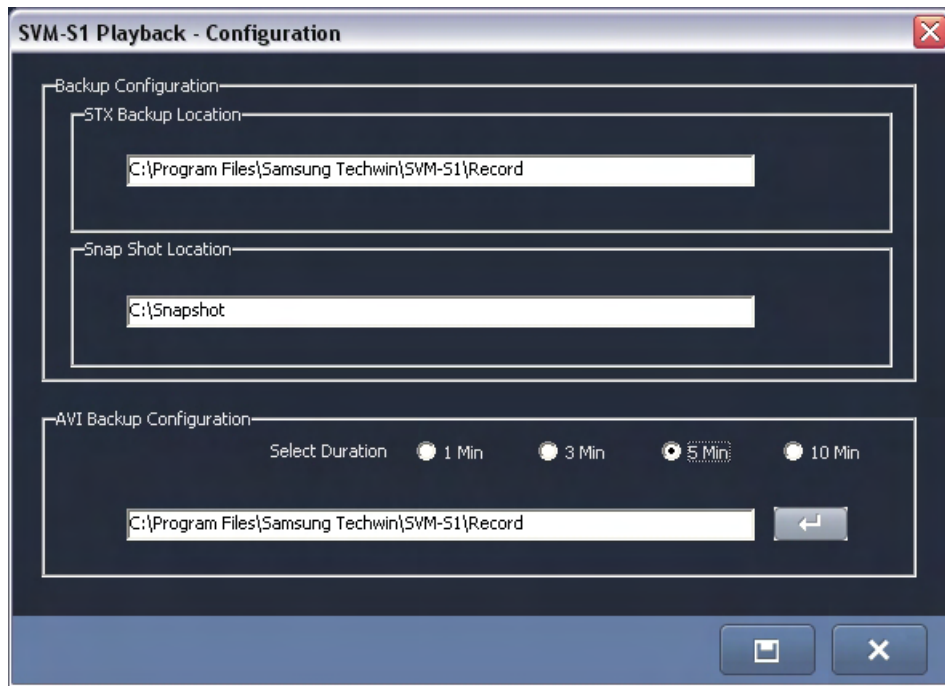 SVM-S1 Playback - Configuration
Backup Configuration
STX Backup Location
C:\Program Files\Samsung Techwin\SVM-S1\Record
Snap Shot Location
C:\Snapshot
AVI Backup Configuration
Select Duration 1 Min 3 Min 5 Min 10 Min
C:\Program Files\Samsung Techwin\SVM-S1\Record